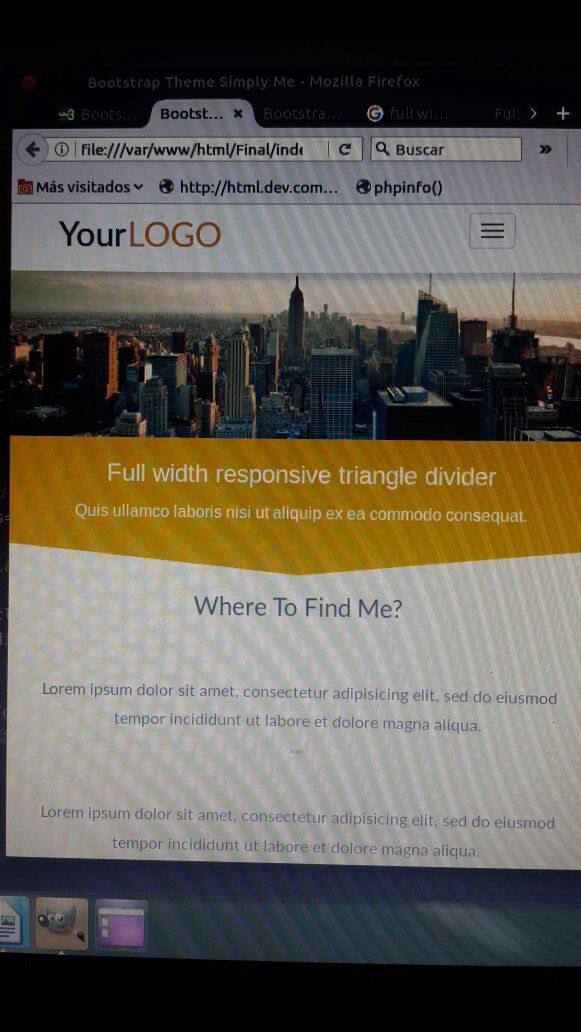 Bootstrap Theme Simply Me - Mozilla Firefox
Boots... Bootst... × Bootstra... full wi... Full
file:///var/www/html/Final/inde
Buscar
Más visitados
http://html.dev.com...
phpinfo()
YourLOGO
Full width responsive triangle divider
Quis ullamco laboris nisi ut aliquip ex ea commodo consequat.
Where To Find Me?
Lorem ipsum dolor sit amet, consectetur adipisicing elit, sed do eiusmod
tempor incididunt ut labore et dolore magna aliqua.
Lorem ipsum dolor sit amet, consectetur adipisicing elit, sed do eiusmod
tempor incididunt ut labore et dolore magna aliqua.